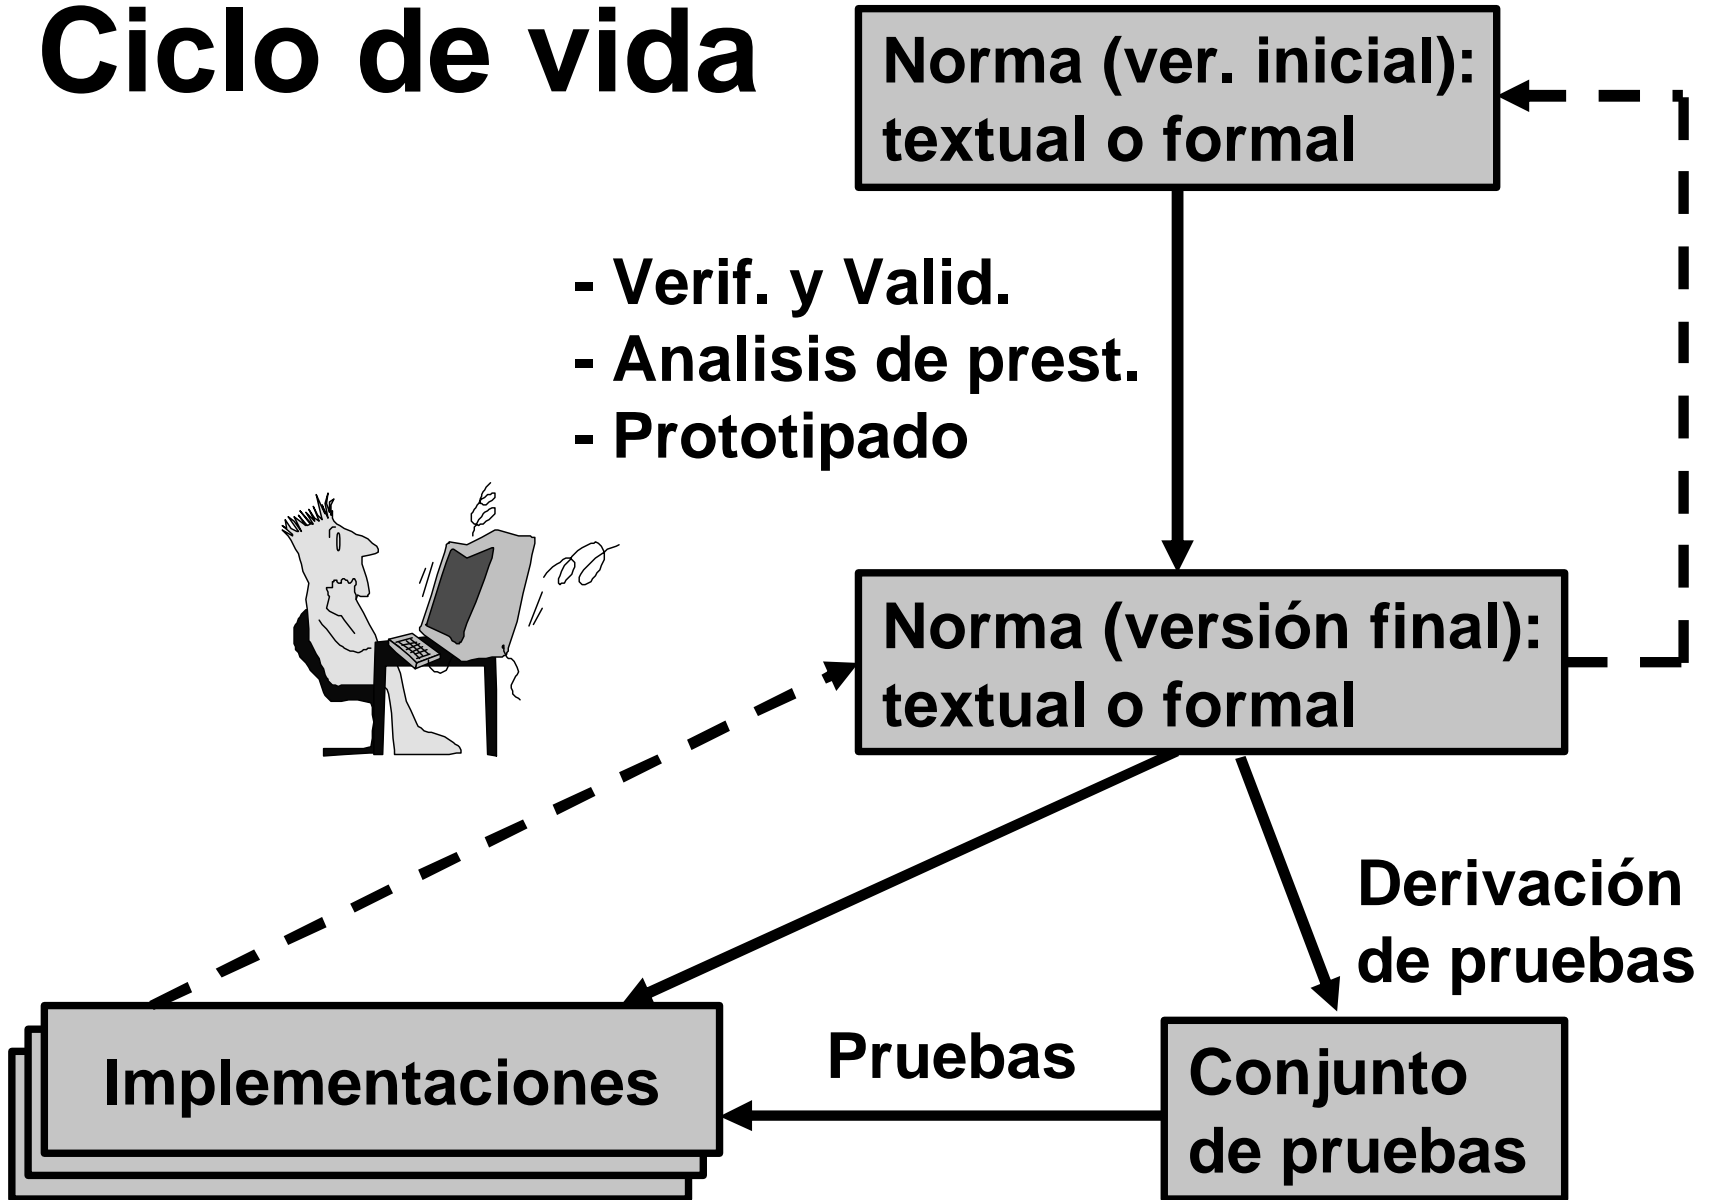 Ciclo de vida
Norma (ver. inicial):
textual o formal
- Verif. y Valid.
- Analisis de prest.
- Prototipado
Norma (versión final):
textual o formal
Derivación
de pruebas
Implementaciones
Pruebas
Conjunto
de pruebas